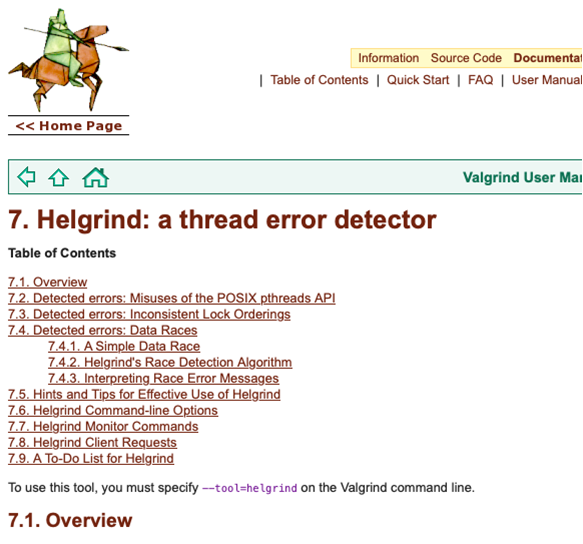 Information Source Code Documentat
| Table of Contents | Quick Start | FAQ | User Manual
<< Home Page
Valgrind User Man
7. Helgrind: a thread error detector
Table of Contents
7.1. Overview
7.2. Detected errors: Misuses of the POSIX pthreads API
7.3. Detected errors: Inconsistent Lock Orderings
7.4. Detected errors: Data Races
7.4.1. A Simple Data Race
7.4.2. Helgrind's Race Detection Algorithm
7.4.3. Interpreting Race Error Messages
7.5. Hints and Tips for Effective Use of Helgrind
7.6. Helgrind Command-line Options
7.7. Helgrind Monitor Commands
7.8. Helgrind Client Requests
7.9. A To-Do List for Helgrind
To use this tool, you must specify --tool=helgrind on the Valgrind command line.
7.1. Overview